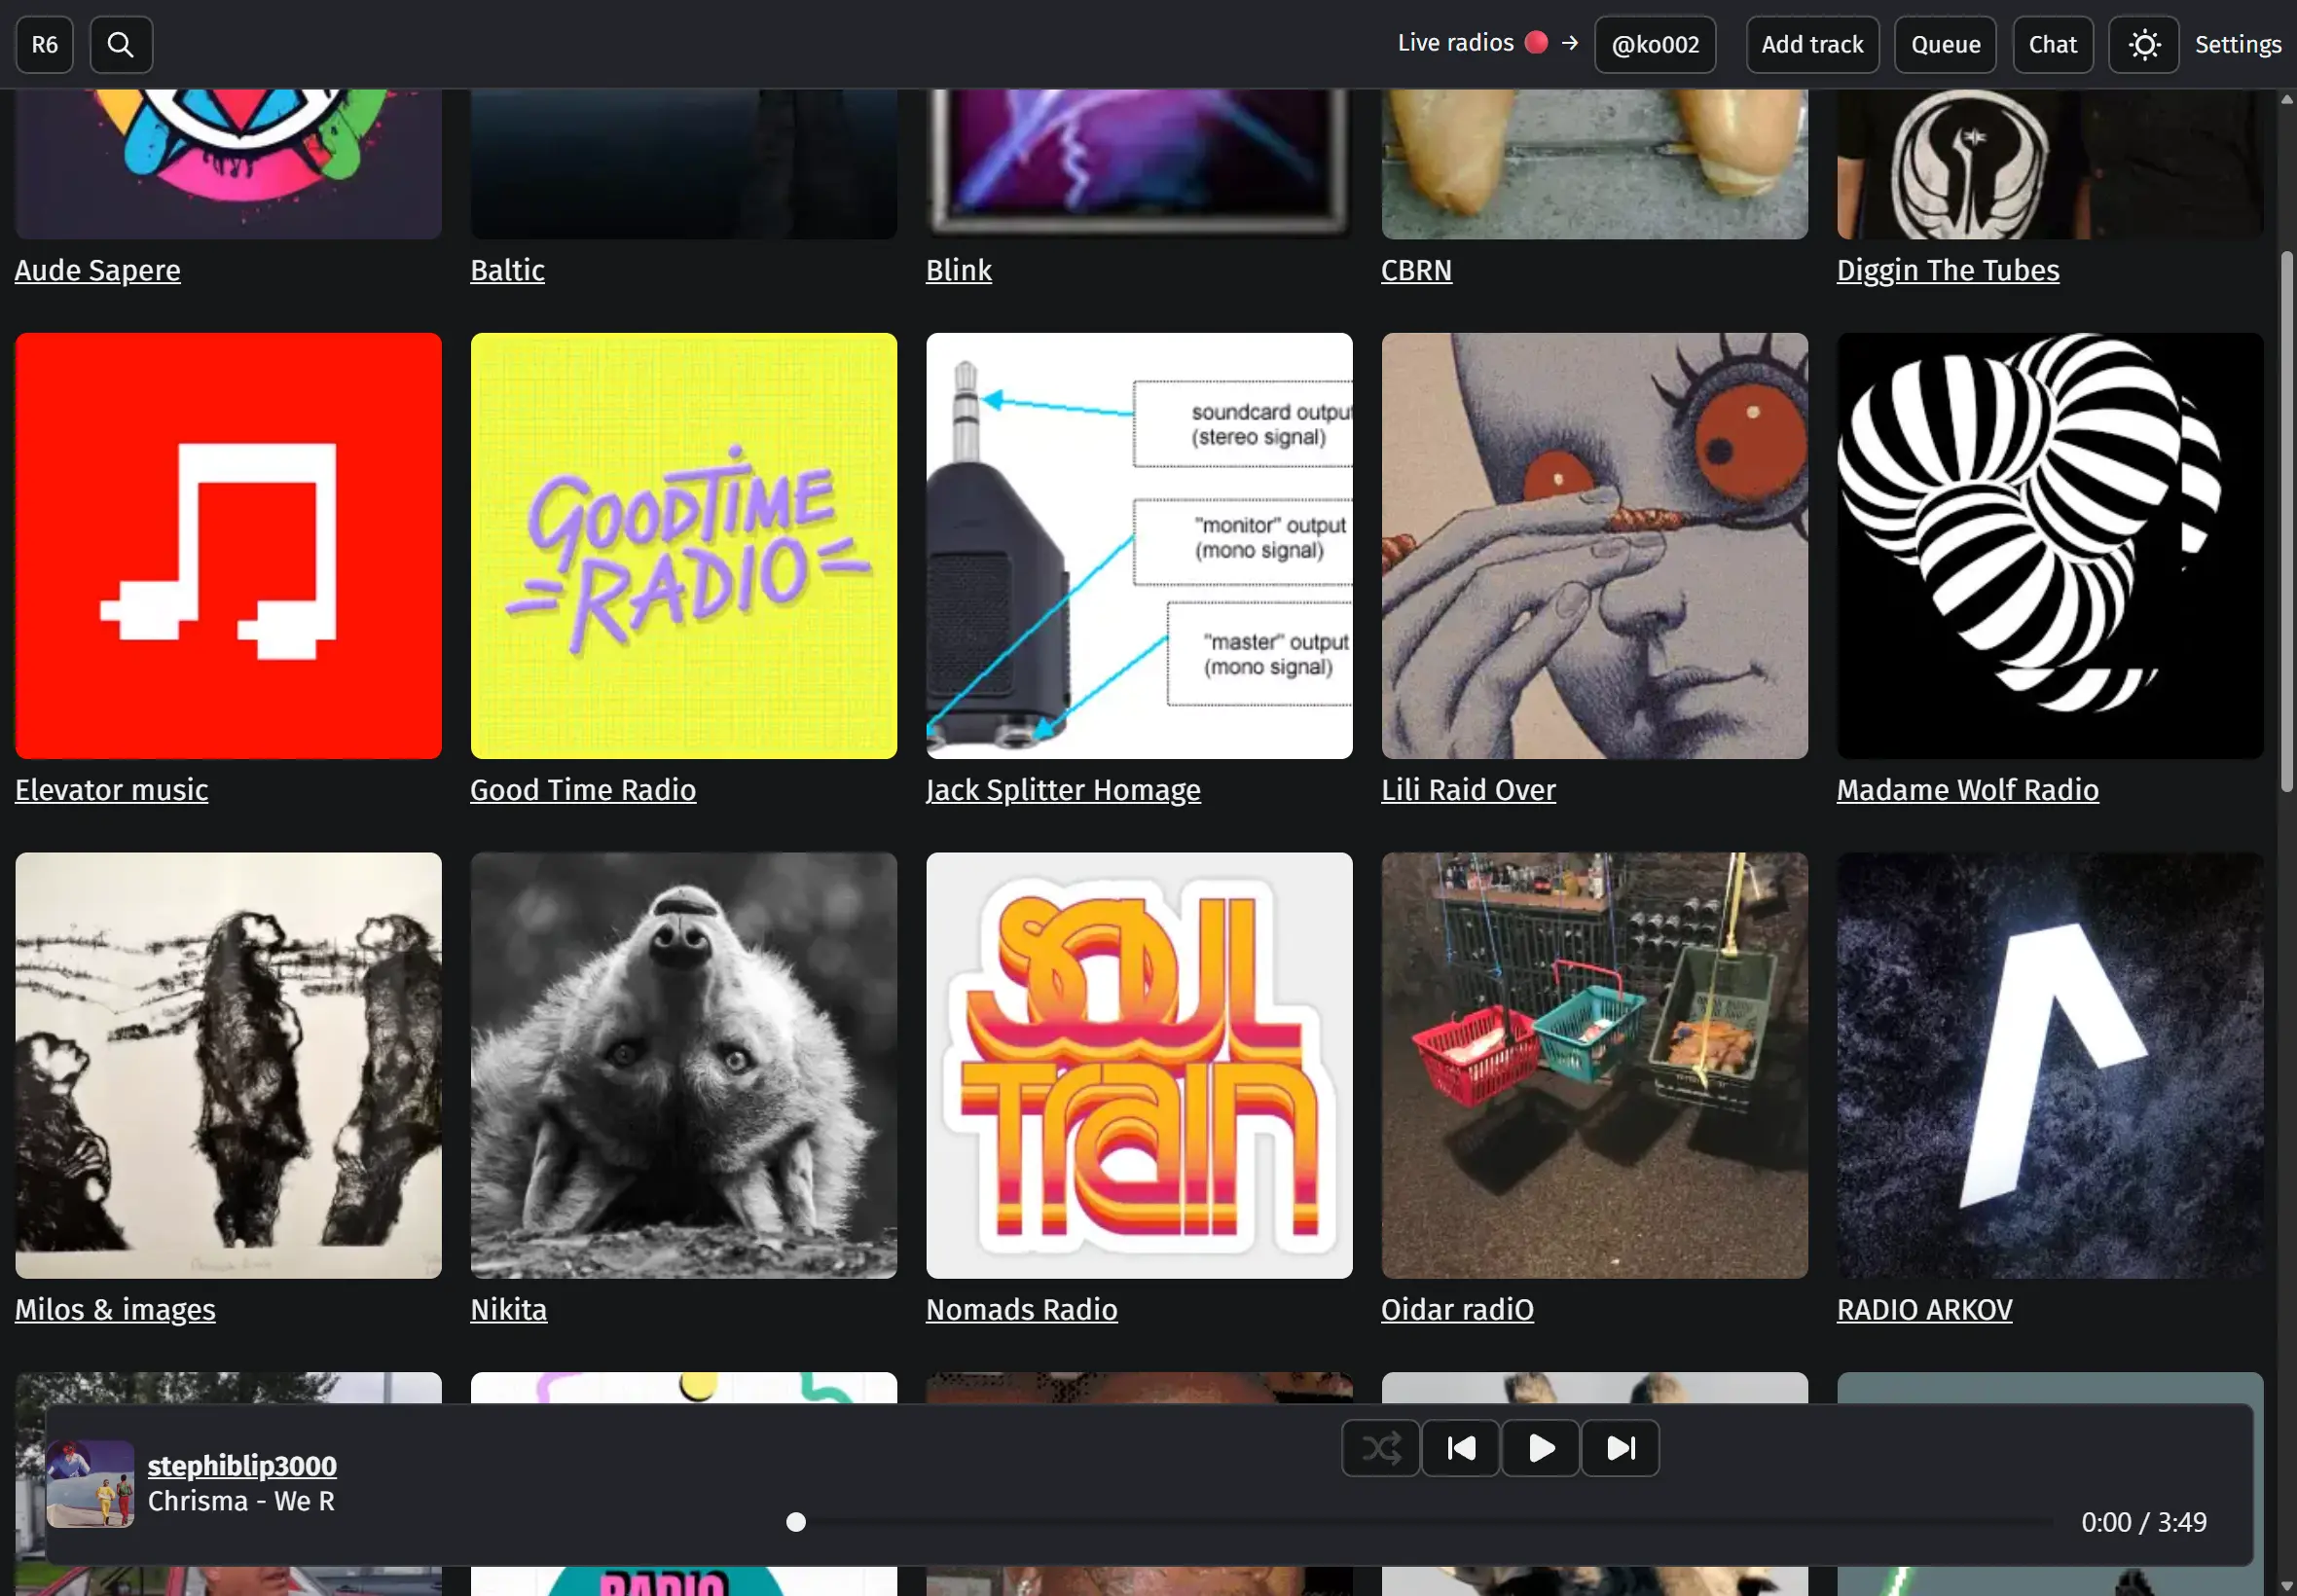 R6
Live radios → @ko002 Add track Queue Chat Settings
Aude Sapere
Baltic
Blink
CBRN
Diggin The Tubes
GOODTIME
RADIO
soundcard output
(stereo signal)
"monitor" output
(mono signal)
"master" output
(mono signal)
Elevator music
Good Time Radio
Jack Splitter Homage
Lili Raid Over
Madame Wolf Radio
SOUL
TRAIN
Milos & images
Nikita
Nomads Radio
Oidar radiO
RADIO ARKOV
stephiblip3000
Chrisma - We R
0:00 / 3:49
RADIO